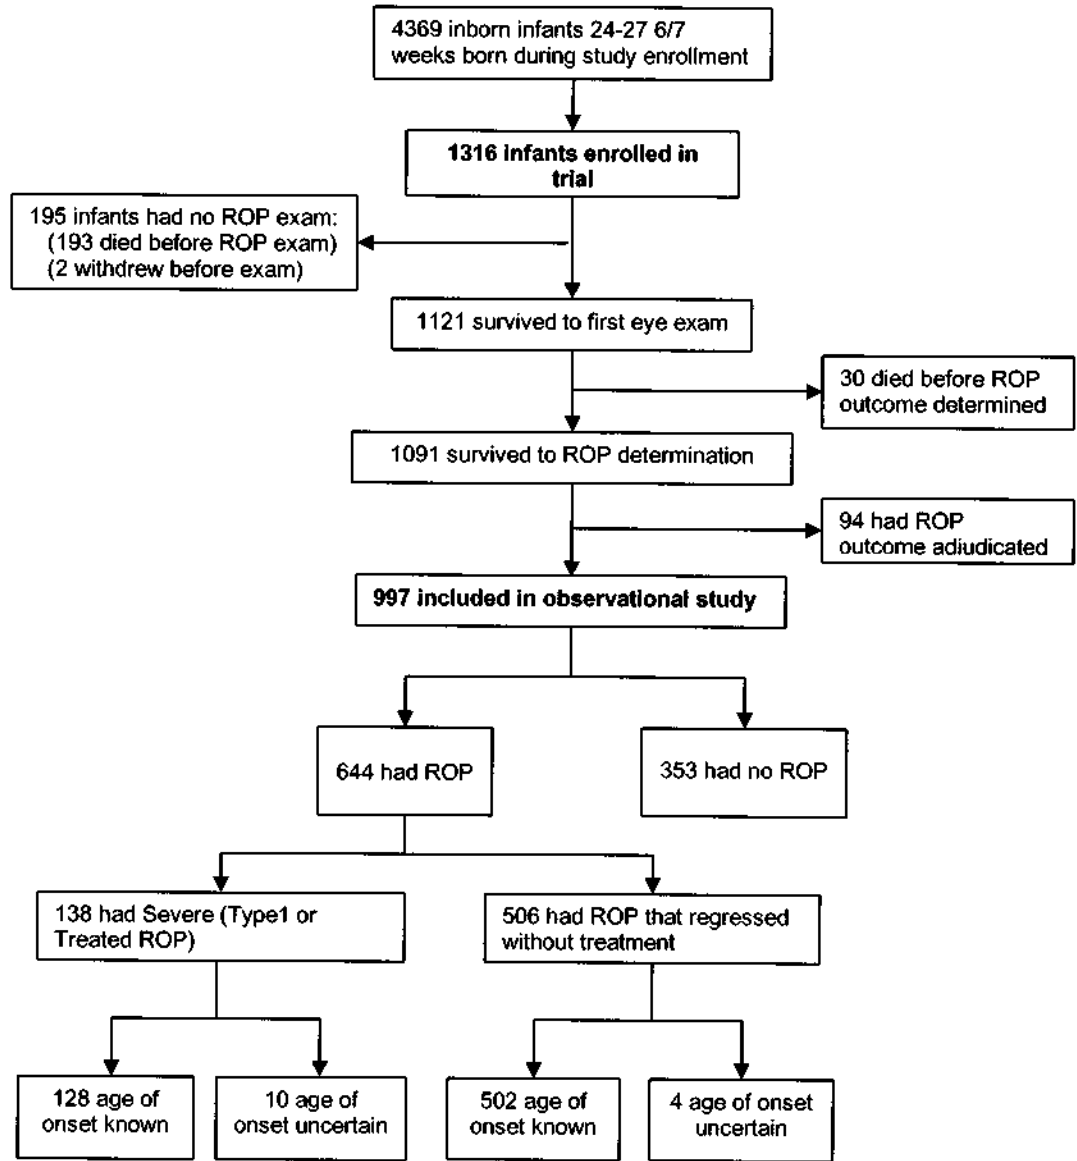 4369 inborn infants 24-27 6/7
weeks born during study enrollment
1316 infants enrolled in
trial
195 infants had no ROP exam:
(193 died before ROP exam)
(2 withdrew before exam)
1121 survived to first eye exam
30 died before ROP
outcome determined
1091 survived to ROP determination
94 had ROP
outcome adjudicated
997 included in observational study
644 had ROP
353 had no ROP
138 had Severe (Type1 or
Treated ROP)
506 had ROP that regressed
without treatment
128 age of
onset known
10 age of
onset uncertain
502 age of
onset known
4 age of onset
uncertain